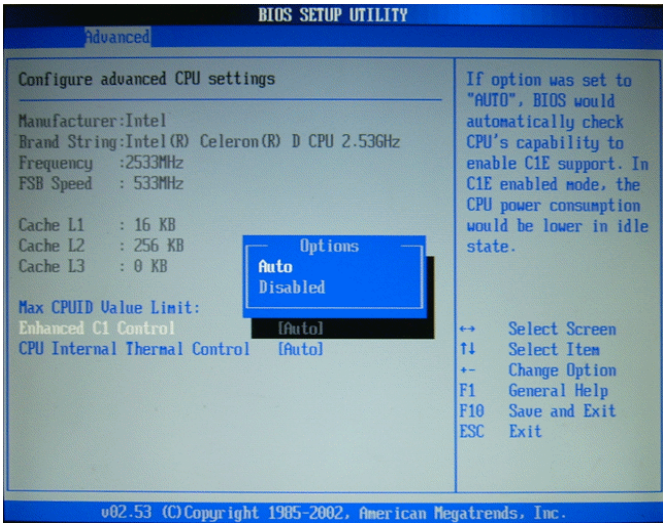 BIOS SETUP UTILITY
Advanced
Configure advanced CPU settings
Manufacturer:Intel
Brand String:Intel(R) Celeron(R) D CPU 2.53GHz
Frequency :2533MHz
FSB Speed : 533MHz
Cache L1 : 16 KB
Cache L2 : 256 KB
Cache L3 : 0 KB
Max CPUID Value Limit:
Enhanced C1 Control [Auto]
CPU Internal Thermal Control [Auto]
Options
Auto
Disabled
If option was set to
"AUTO", BIOS would
automatically check
CPU's capability to
enable C1E support. In
C1E enabled mode, the
CPU power consumption
would be lower in idle
state.
↔ Select Screen
↑↓ Select Item
+- Change Option
F1 General Help
F10 Save and Exit
ESC Exit
v02.53 (C)Copyright 1985-2002, American Megatrends, Inc.